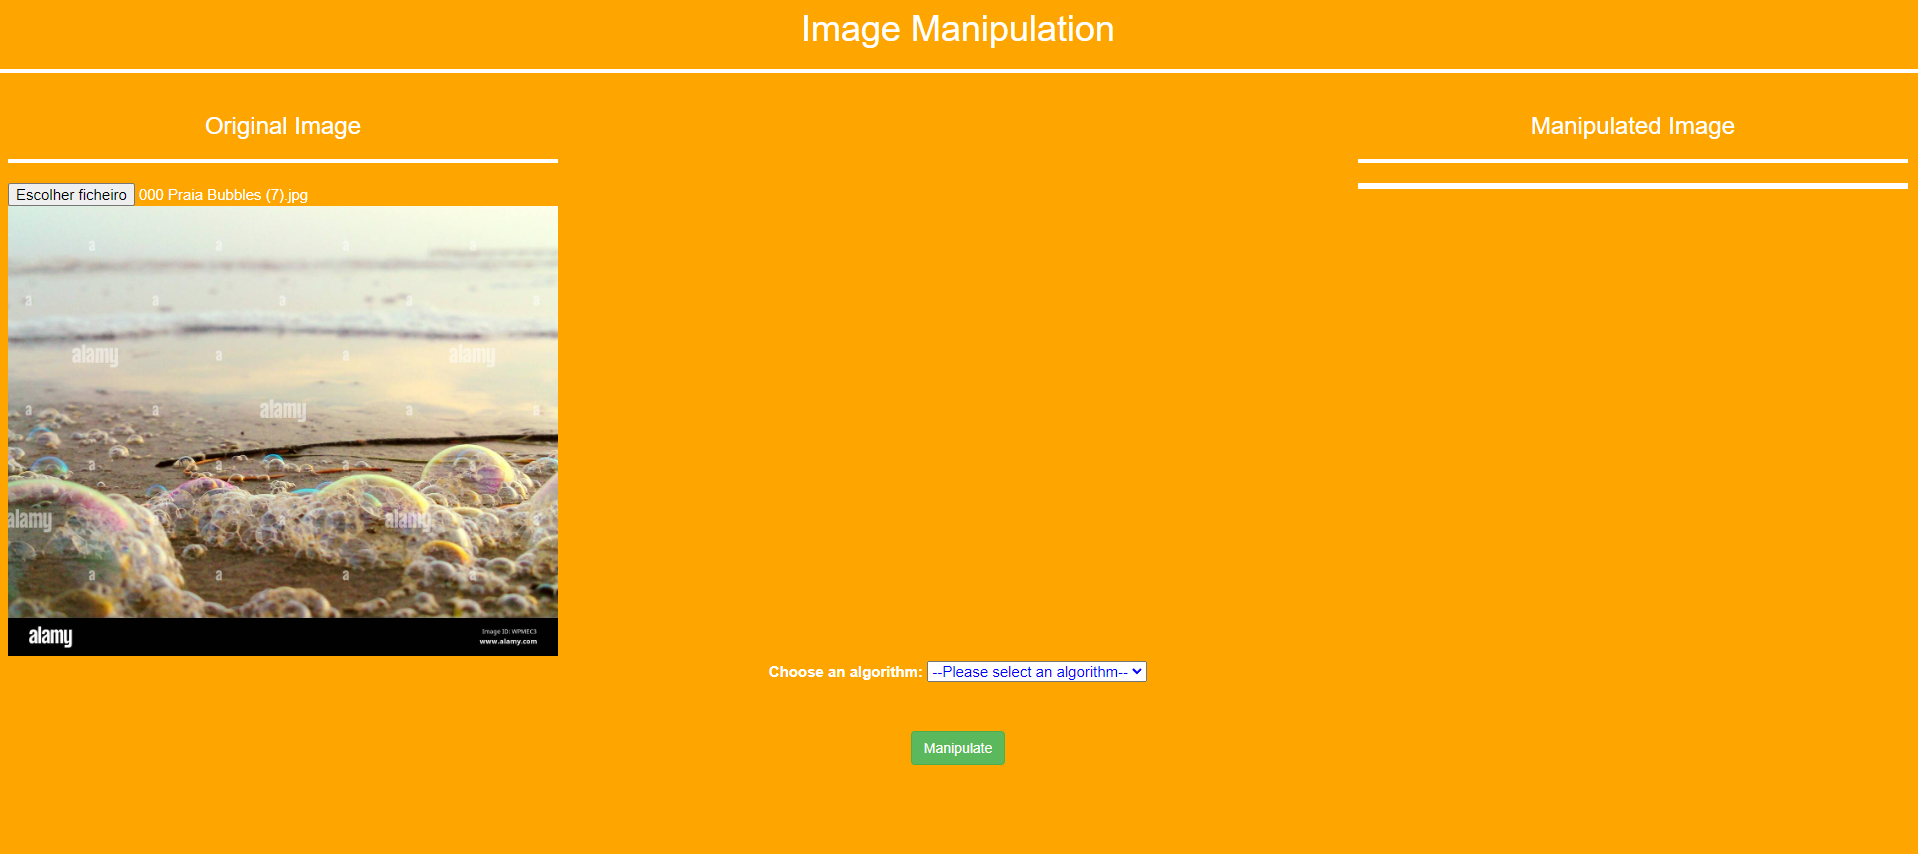 Image Manipulation
Original Image
Manipulated Image
Escolher ficheiro 000 Praia Bubbles (7).jpg
a a a a
a a a a a
alamy a a alamy
a a alamy a a
a a a a
alamy a a alamy a
a a a a
alamy
Image ID: WPMEC3
www.alamy.com
Choose an algorithm: --Please select an algorithm--
Manipulate